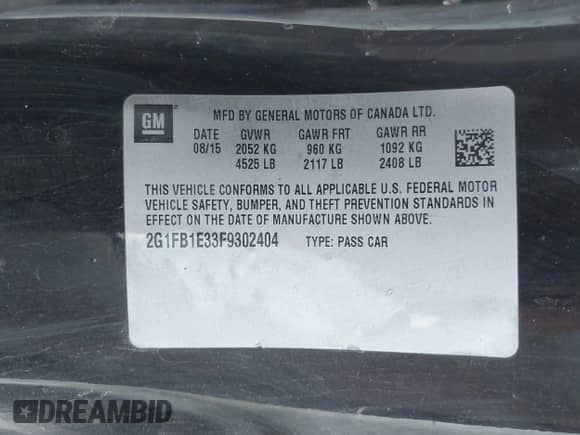 GM
MFD BY GENERAL MOTORS OF CANADA LTD.
DATE GVWR GAWR FRT GAWR RR
08/15 2052 KG 960 KG 1092 KG
4525 LB 2117 LB 2408 LB
THIS VEHICLE CONFORMS TO ALL APPLICABLE U.S. FEDERAL MOTOR
VEHICLE SAFETY, BUMPER, AND THEFT PREVENTION STANDARDS IN
EFFECT ON THE DATE OF MANUFACTURE SHOWN ABOVE.
2G1FB1E33F9302404 TYPE: PASS CAR
DREAMBID